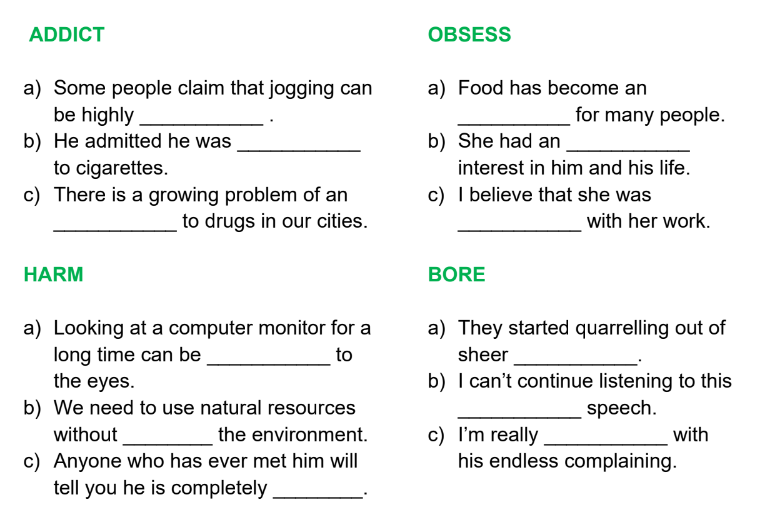 ADDICT
a) Some people claim that jogging can
be highly ___________ .
b) He admitted he was ___________
to cigarettes.
c) There is a growing problem of an
___________ to drugs in our cities.
OBSESS
a) Food has become an
__________ for many people.
b) She had an ___________
interest in him and his life.
c) I believe that she was
___________ with her work.
HARM
a) Looking at a computer monitor for a
long time can be ___________ to
the eyes.
b) We need to use natural resources
without ________ the environment.
c) Anyone who has ever met him will
tell you he is completely ________.
BORE
a) They started quarrelling out of
sheer ___________.
b) I can’t continue listening to this
___________ speech.
c) I’m really ___________ with
his endless complaining.